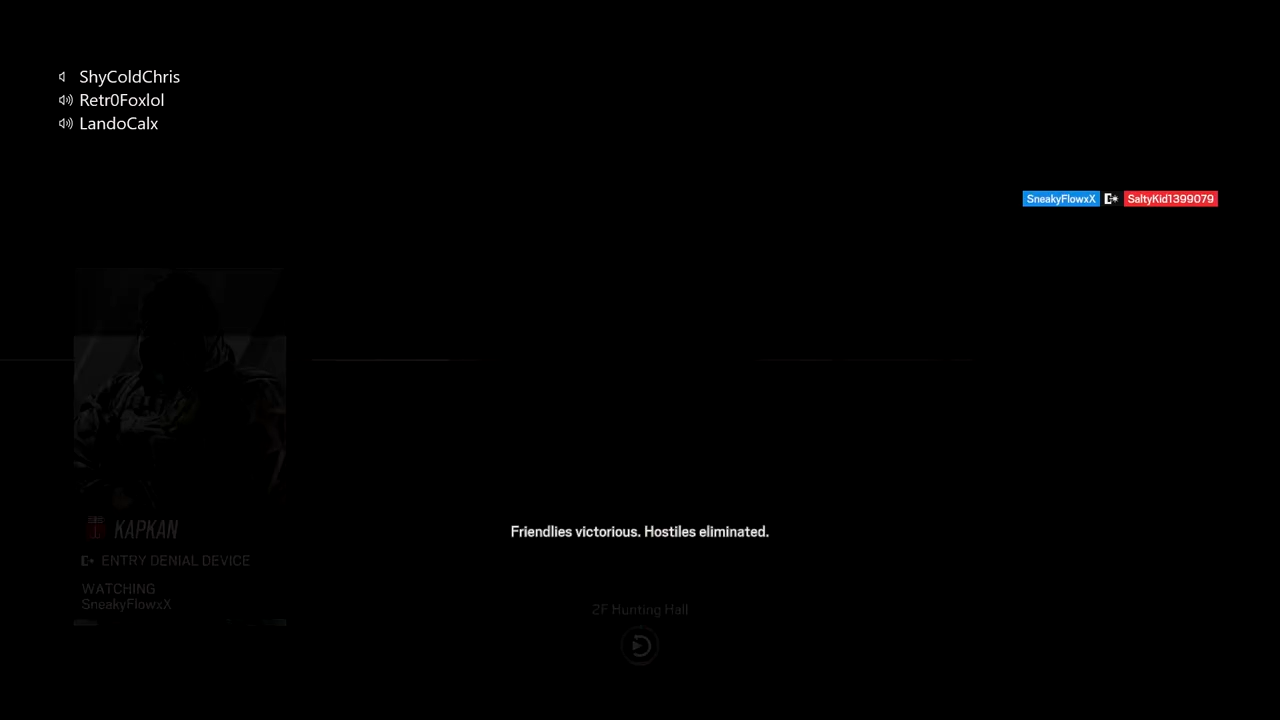 ShyColdChris
Retr0Foxlol
LandoCalx
SneakyFlowxX SaltyKid1399079
KAPKAN
ENTRY DENIAL DEVICE
WATCHING
SneakyFlowxX
Friendlies victorious. Hostiles eliminated.
2F Hunting Hall